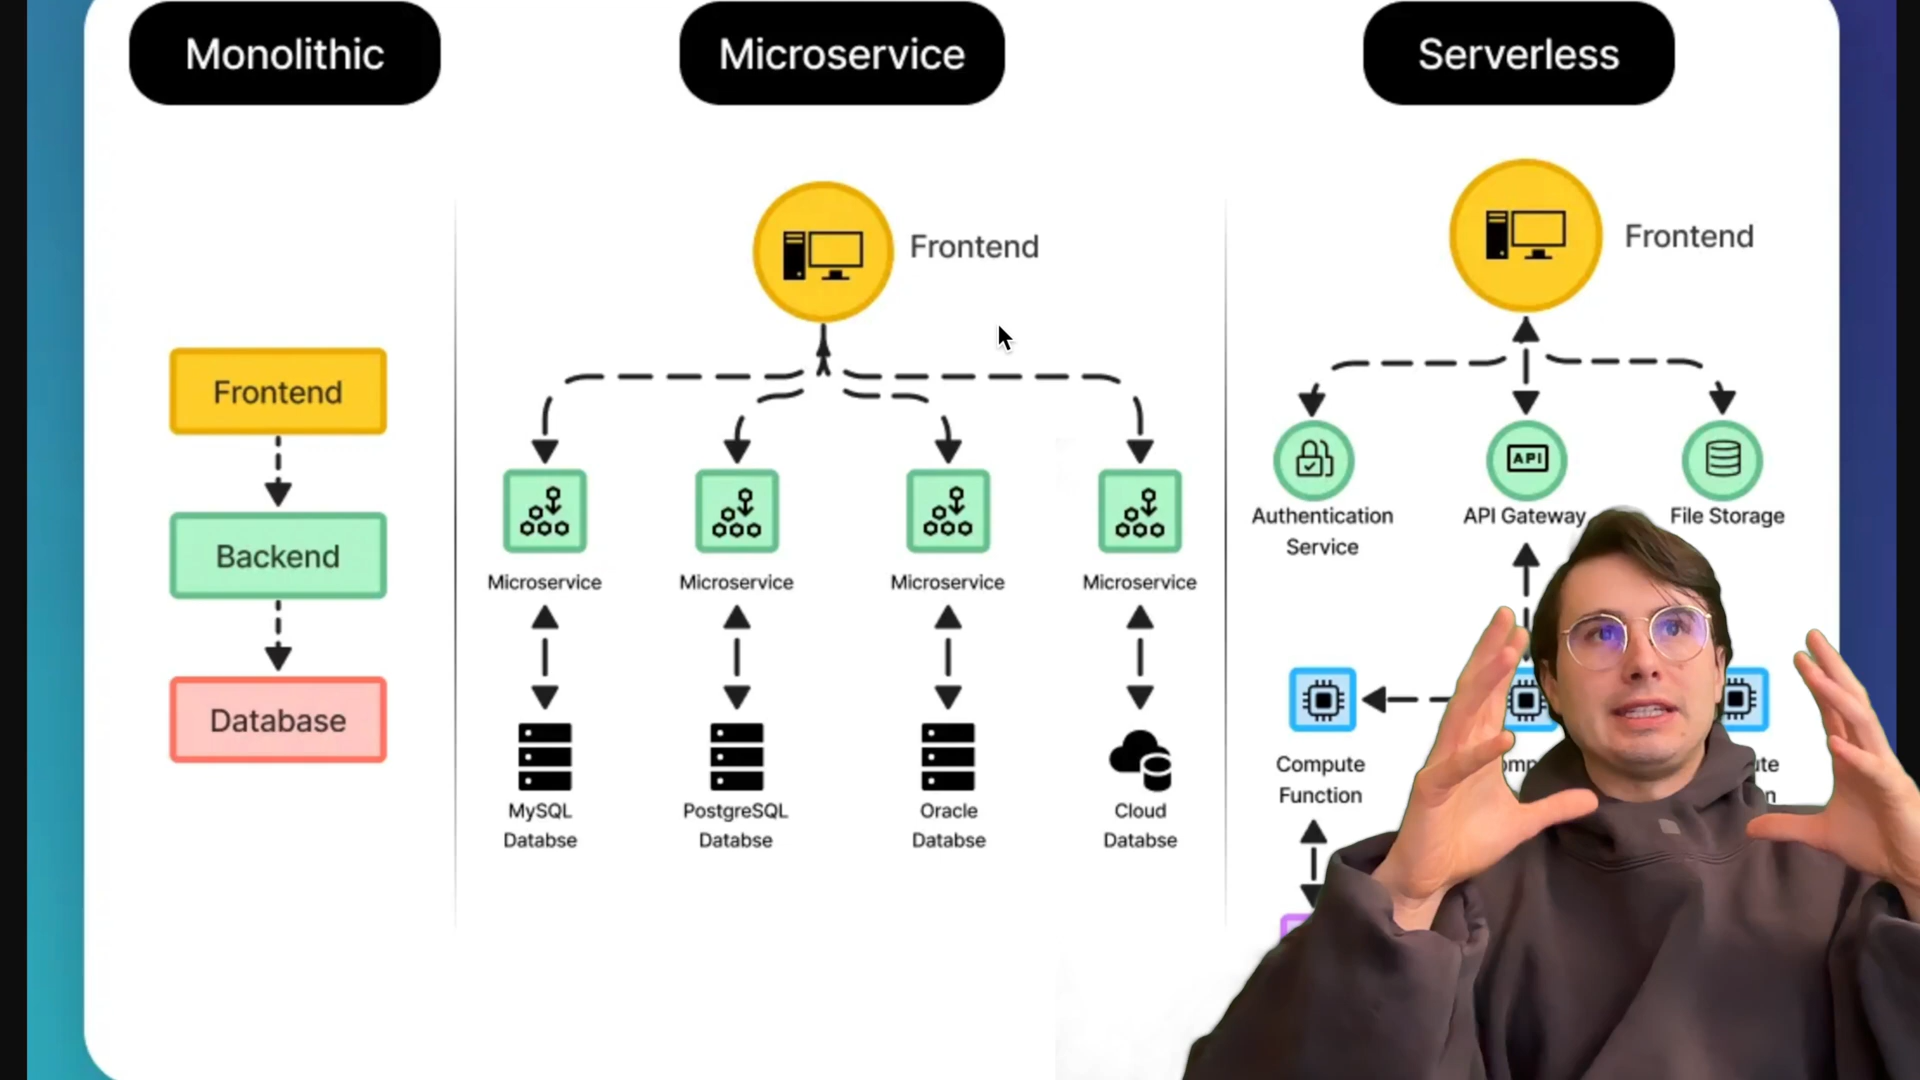 Monolithic
Microservice
Serverless
Frontend
Backend
Database
Frontend
Microservice
Microservice
Microservice
Microservice
MySQL
Databse
PostgreSQL
Databse
Oracle
Databse
Cloud
Databse
Frontend
Authentication
Service
API
API Gateway
File Storage
Compute
Function